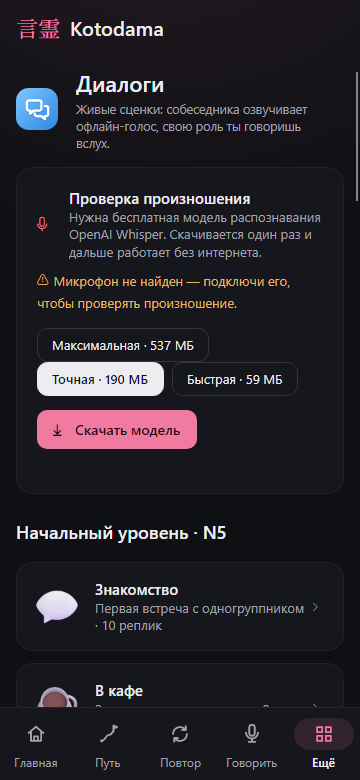 言霊 Kotodama
Диалоги
Живые сценки: собеседника озвучивает
офлайн-голос, свою роль ты говоришь
вслух.
Проверка произношения
Нужна бесплатная модель распознавания
OpenAI Whisper. Скачивается один раз и
дальше работает без интернета.
Микрофон не найден — подключи его,
чтобы проверять произношение.
Максимальная · 537 МБ
Точная · 190 МБ
Быстрая · 59 МБ
Скачать модель
Начальный уровень · N5
Знакомство
Первая встреча с одногруппником
· 10 реплик
В кафе
Главная
Путь
Повтор
Говорить
Ещё